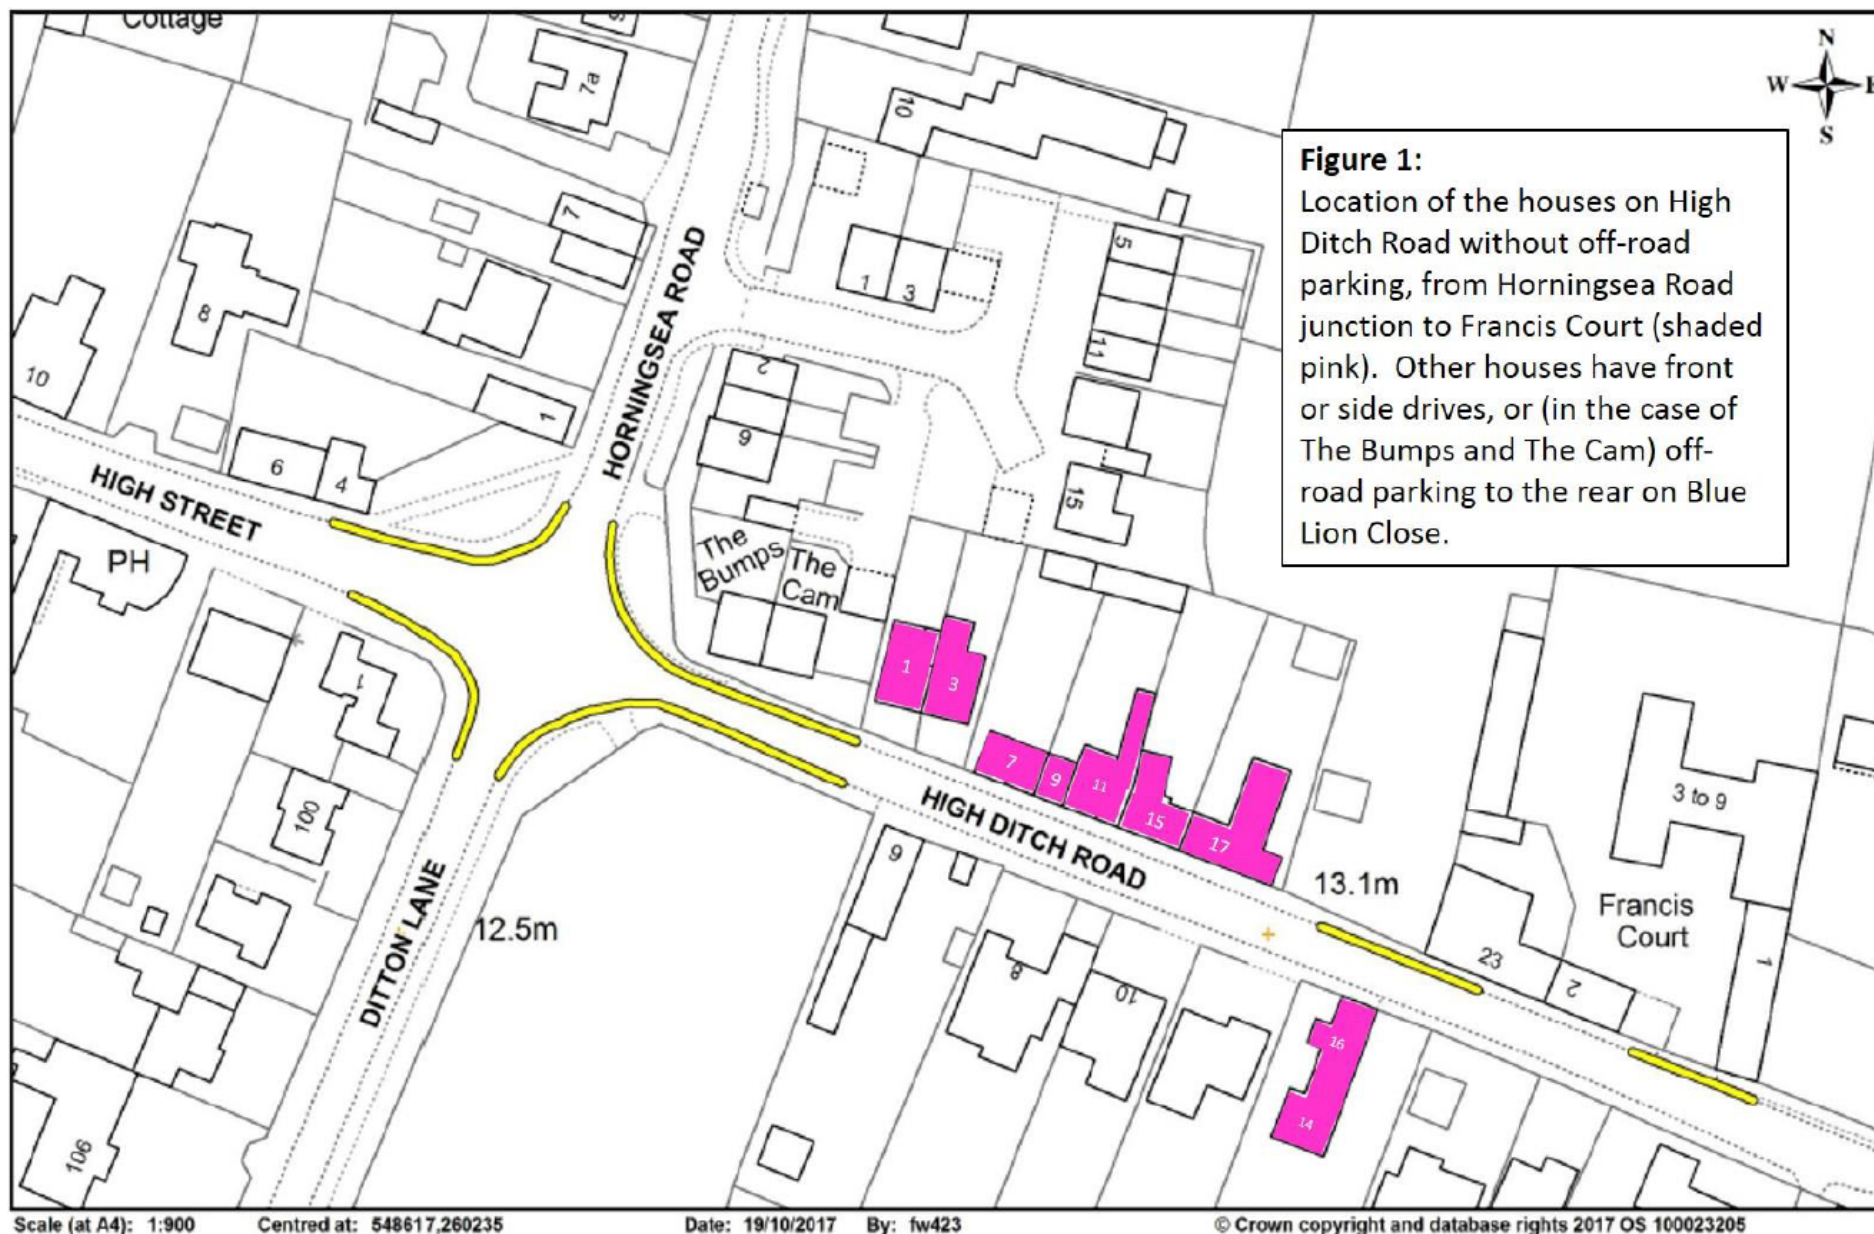 Cottage
N
W
E
S
7a
10
Figure 1:
Location of the houses on High
Ditch Road without off-road
parking, from Horningsea Road
junction to Francis Court (shaded
pink). Other houses have front
or side drives, or (in the case of
The Bumps and The Cam) off-
road parking to the rear on Blue
Lion Close.
7
5
HORNINGSEA ROAD
1
3
8
11
2
10
1
9
6
4
15
HIGH STREET
PH
The
Bumps
The
Cam
1
3
1
7
9
11
15
17
3 to 9
100
HIGH DITCH ROAD
9
13.1m
Francis
Court
12.5m
DITTON LANE
8
10
23
2
1
16
14
106
Scale (at A4): 1:900
Centred at: 548617,260235
Date: 19/10/2017
By: fw423
© Crown copyright and database rights 2017 OS 100023205